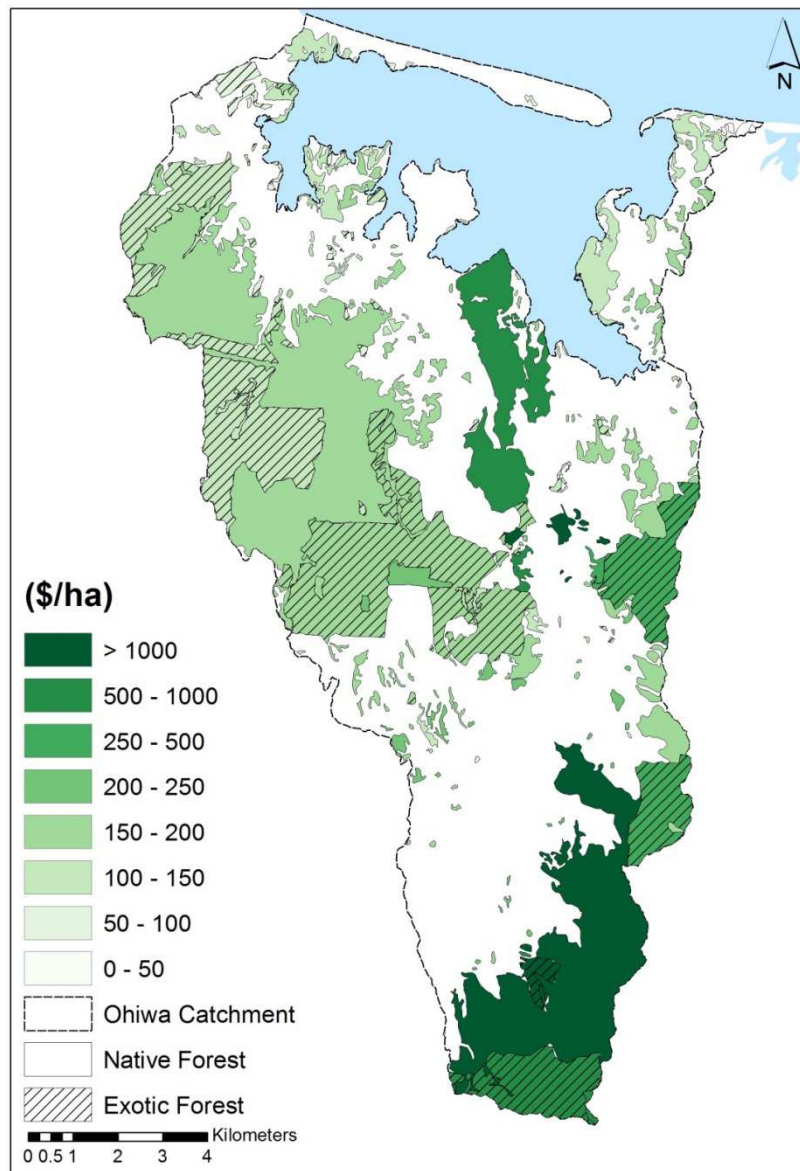 N
($/ha)
> 1000
500 - 1000
250 - 500
200 - 250
150 - 200
100 - 150
50 - 100
0 - 50
Ohiwa Catchment
Native Forest
Exotic Forest
Kilometers
0 0.5 1 2 3 4